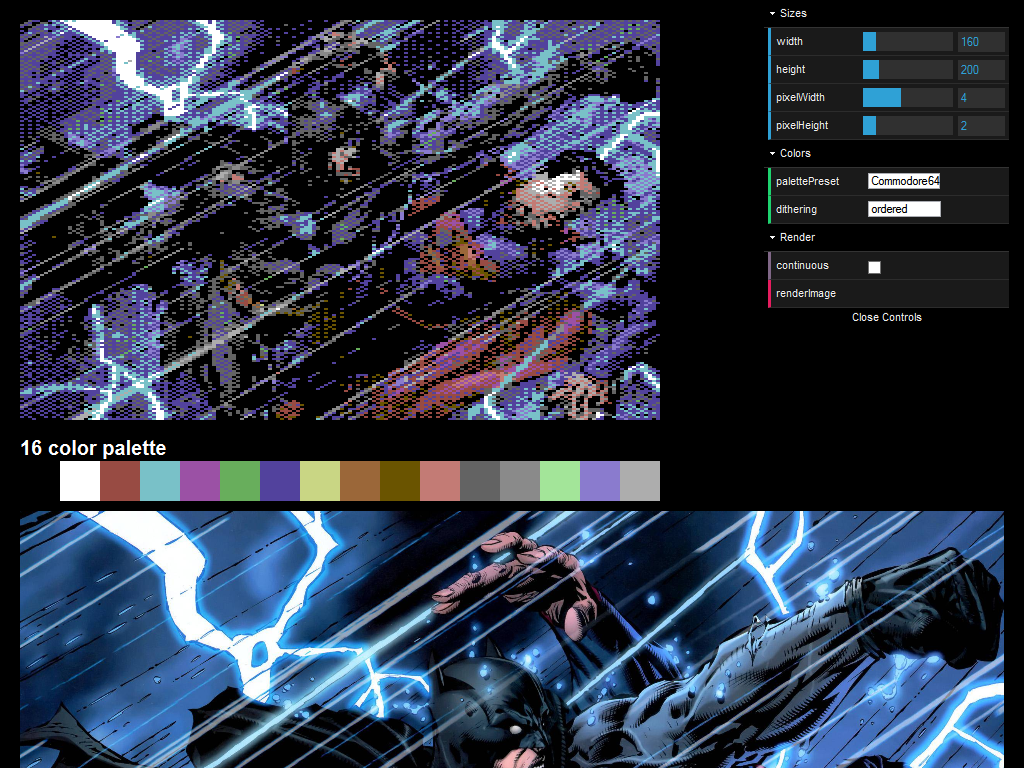 Sizes
width 160
height 200
pixelWidth 4
pixelHeight 2
Colors
palettePreset Commodore64
dithering ordered
Render
continuous
renderImage
Close Controls
16 color palette